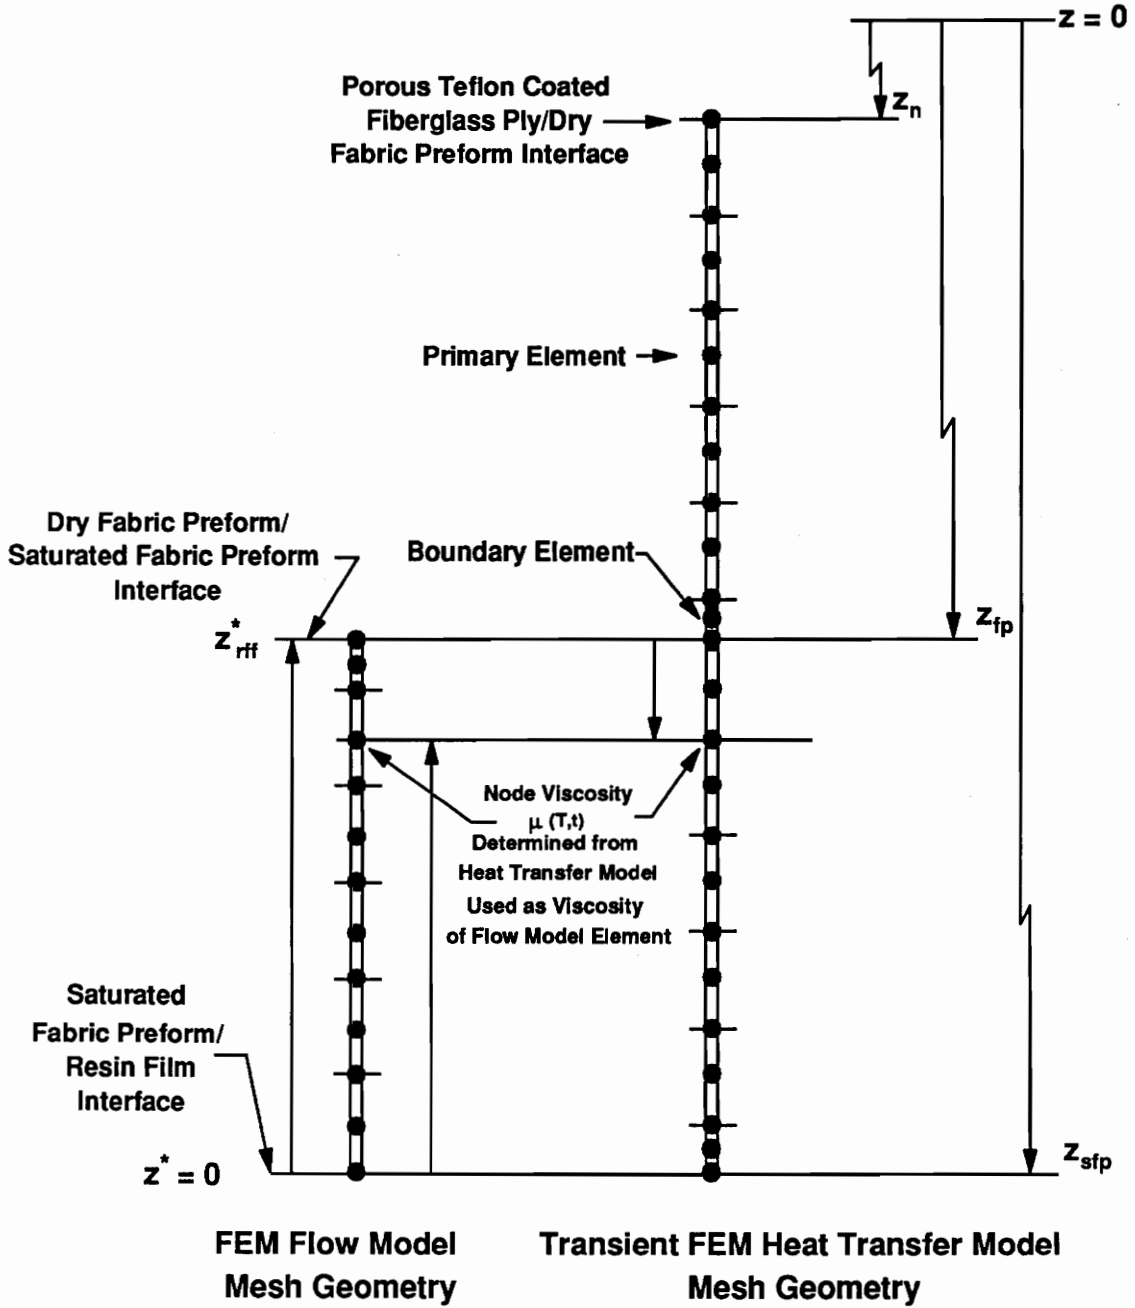 z = 0
Porous Teflon Coated
Fiberglass Ply/Dry
Fabric Preform Interface
z_n
Primary Element
Dry Fabric Preform/
Saturated Fabric Preform
Interface
Boundary Element
z*_rff
z_fp
Node Viscosity
μ (T,t)
Determined from
Heat Transfer Model
Used as Viscosity
of Flow Model Element
Saturated
Fabric Preform/
Resin Film
Interface
z* = 0
z_sfp
FEM Flow Model
Mesh Geometry
Transient FEM Heat Transfer Model
Mesh Geometry